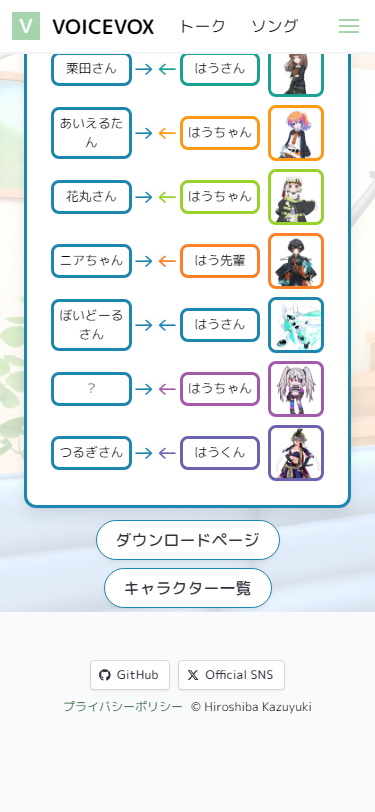 V VOICEVOX トーク ソング
栗田さん → ← はうさん
あいえるた
ん → ← はうちゃん
花丸さん → ← はうちゃん
ニアちゃん → ← はう先輩
ぼいどーる
さん → ← はうさん
? → ← はうちゃん
つるぎさん → ← はうくん
ダウンロードページ
キャラクター一覧
GitHub Official SNS
プライバシーポリシー © Hiroshiba Kazuyuki